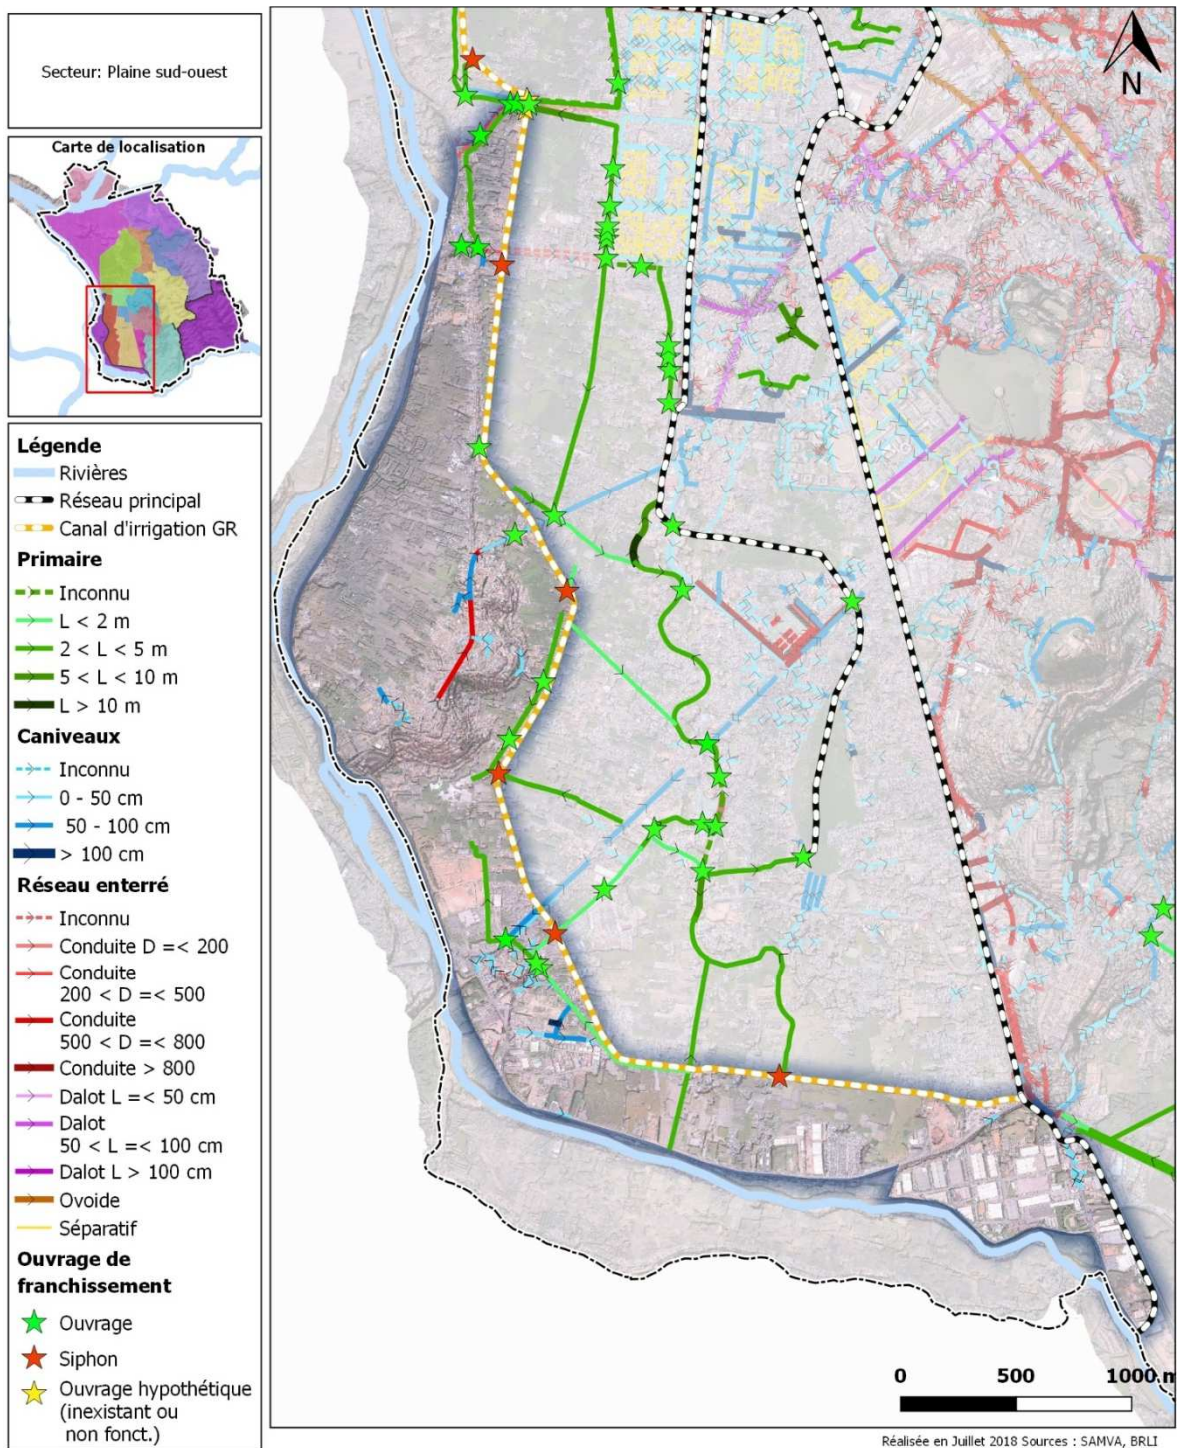 Secteur: Plaine sud-ouest
Carte de localisation
Légende
Rivières
Réseau principal
Canal d'irrigation GR
Primaire
Inconnu
L < 2 m
2 < L < 5 m
5 < L < 10 m
L > 10 m
Caniveaux
Inconnu
0 - 50 cm
50 - 100 cm
> 100 cm
Réseau enterré
Inconnu
Conduite D =< 200
Conduite
200 < D =< 500
Conduite
500 < D =< 800
Conduite > 800
Dalot L =< 50 cm
Dalot
50 < L =< 100 cm
Dalot L > 100 cm
Ovoide
Séparatif
Ouvrage de
franchissement
Ouvrage
Siphon
Ouvrage hypothétique
(inexistant ou
non fonct.)
N
0 500 1000 m
Réalisée en Juillet 2018 Sources : SAMVA, BRLI